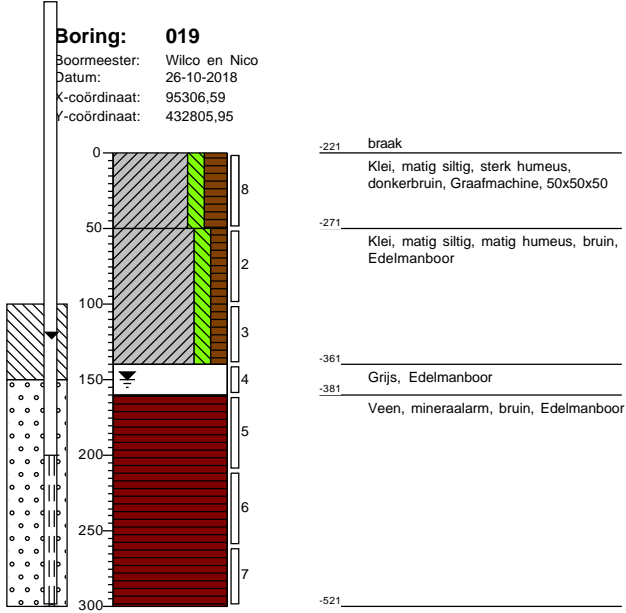 Boring: 019
Boormeester: Wilco en Nico
Datum: 26-10-2018
X-coördinaat: 95306,59
Y-coördinaat: 432805,95
0
50
100
150
200
250
300
8
2
3
4
5
6
7
-221 braak
Klei, matig siltig, sterk humeus,
donkerbruin, Graafmachine, 50x50x50
-271
Klei, matig siltig, matig humeus, bruin,
Edelmanboor
-361
Grijs, Edelmanboor
-381
Veen, mineraalarm, bruin, Edelmanboor
-521